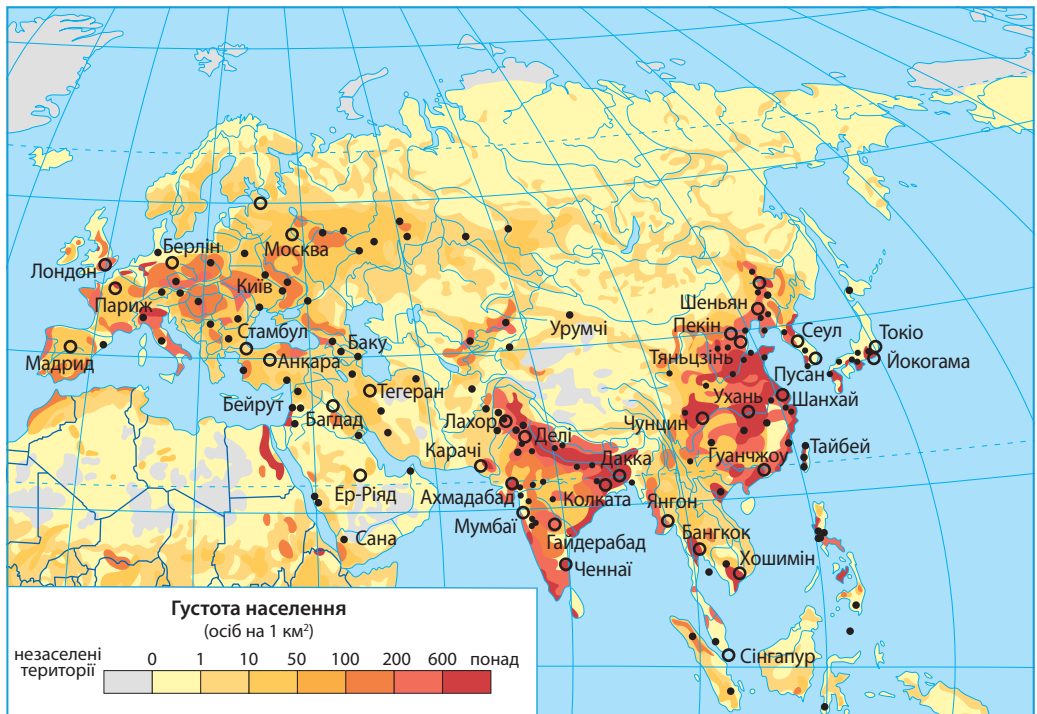 Берлін
Москва
Лондон
Київ
Париж
Стамбул
Баку
Мадрид
Анкара
Тегеран
Бейрут
Багдад
Урумчі
Шеньян
Пекін
Сеул
Токіо
Йокогама
Тяньцзінь
Пусан
Ухань
Шанхай
Чунцин
Лахор
Делі
Карачі
Дакка
Гуанчжоу
Тайбей
Ер-Ріяд
Ахмадабад
Колката
Янгон
Мумбаї
Бангкок
Сана
Гайдерабад
Хошимін
Ченнаї
Сінгапур
Густота населення
(осіб на 1 км²)
незаселені
території
0 1 10 50 100 200 600 понад